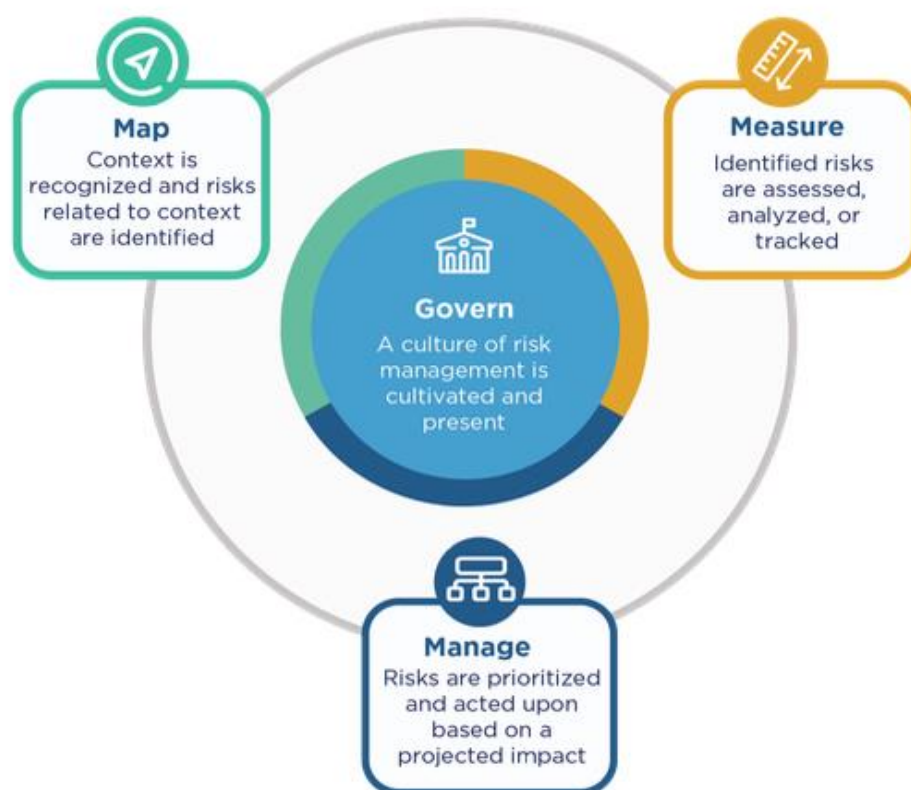 Map
Context is
recognized and risks
related to context
are identified
Measure
Identified risks
are assessed,
analyzed, or
tracked
Govern
A culture of risk
management is
cultivated and
present
Manage
Risks are prioritized
and acted upon
based on a
projected impact